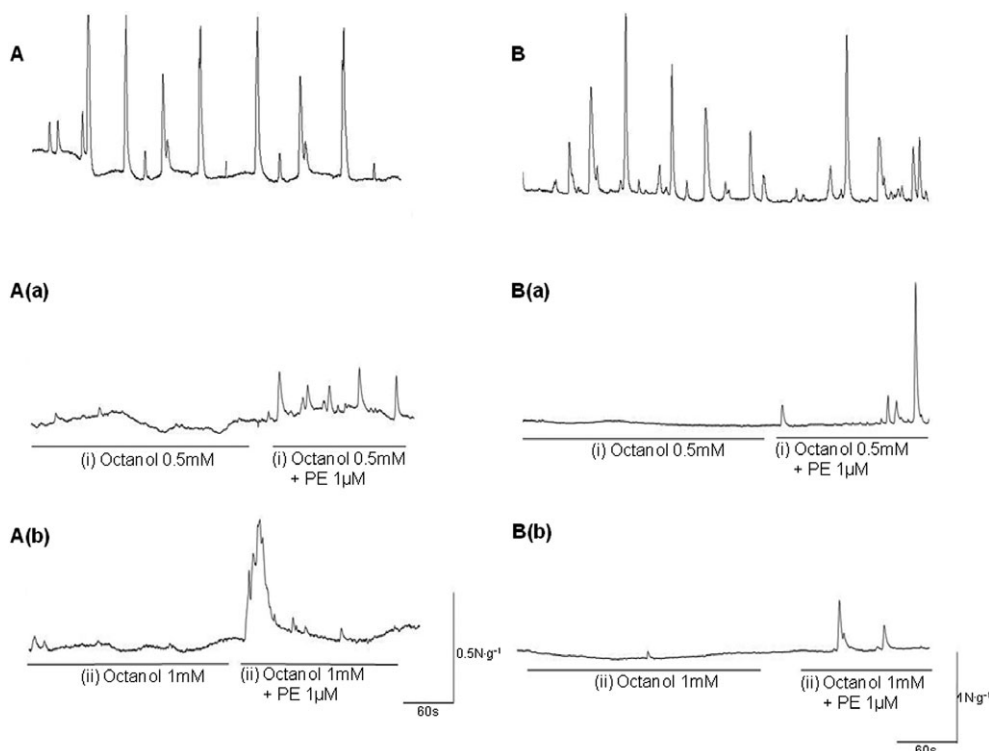 A
B
A(a)
B(a)
(i) Octanol 0.5mM
(i) Octanol 0.5mM
+ PE 1µM
(i) Octanol 0.5mM
(i) Octanol 0.5mM
+ PE 1µM
A(b)
B(b)
0.5N·g⁻¹
(ii) Octanol 1mM
(ii) Octanol 1mM
+ PE 1µM
60s
(ii) Octanol 1mM
(ii) Octanol 1mM
+ PE 1µM
1N·g⁻¹
60s